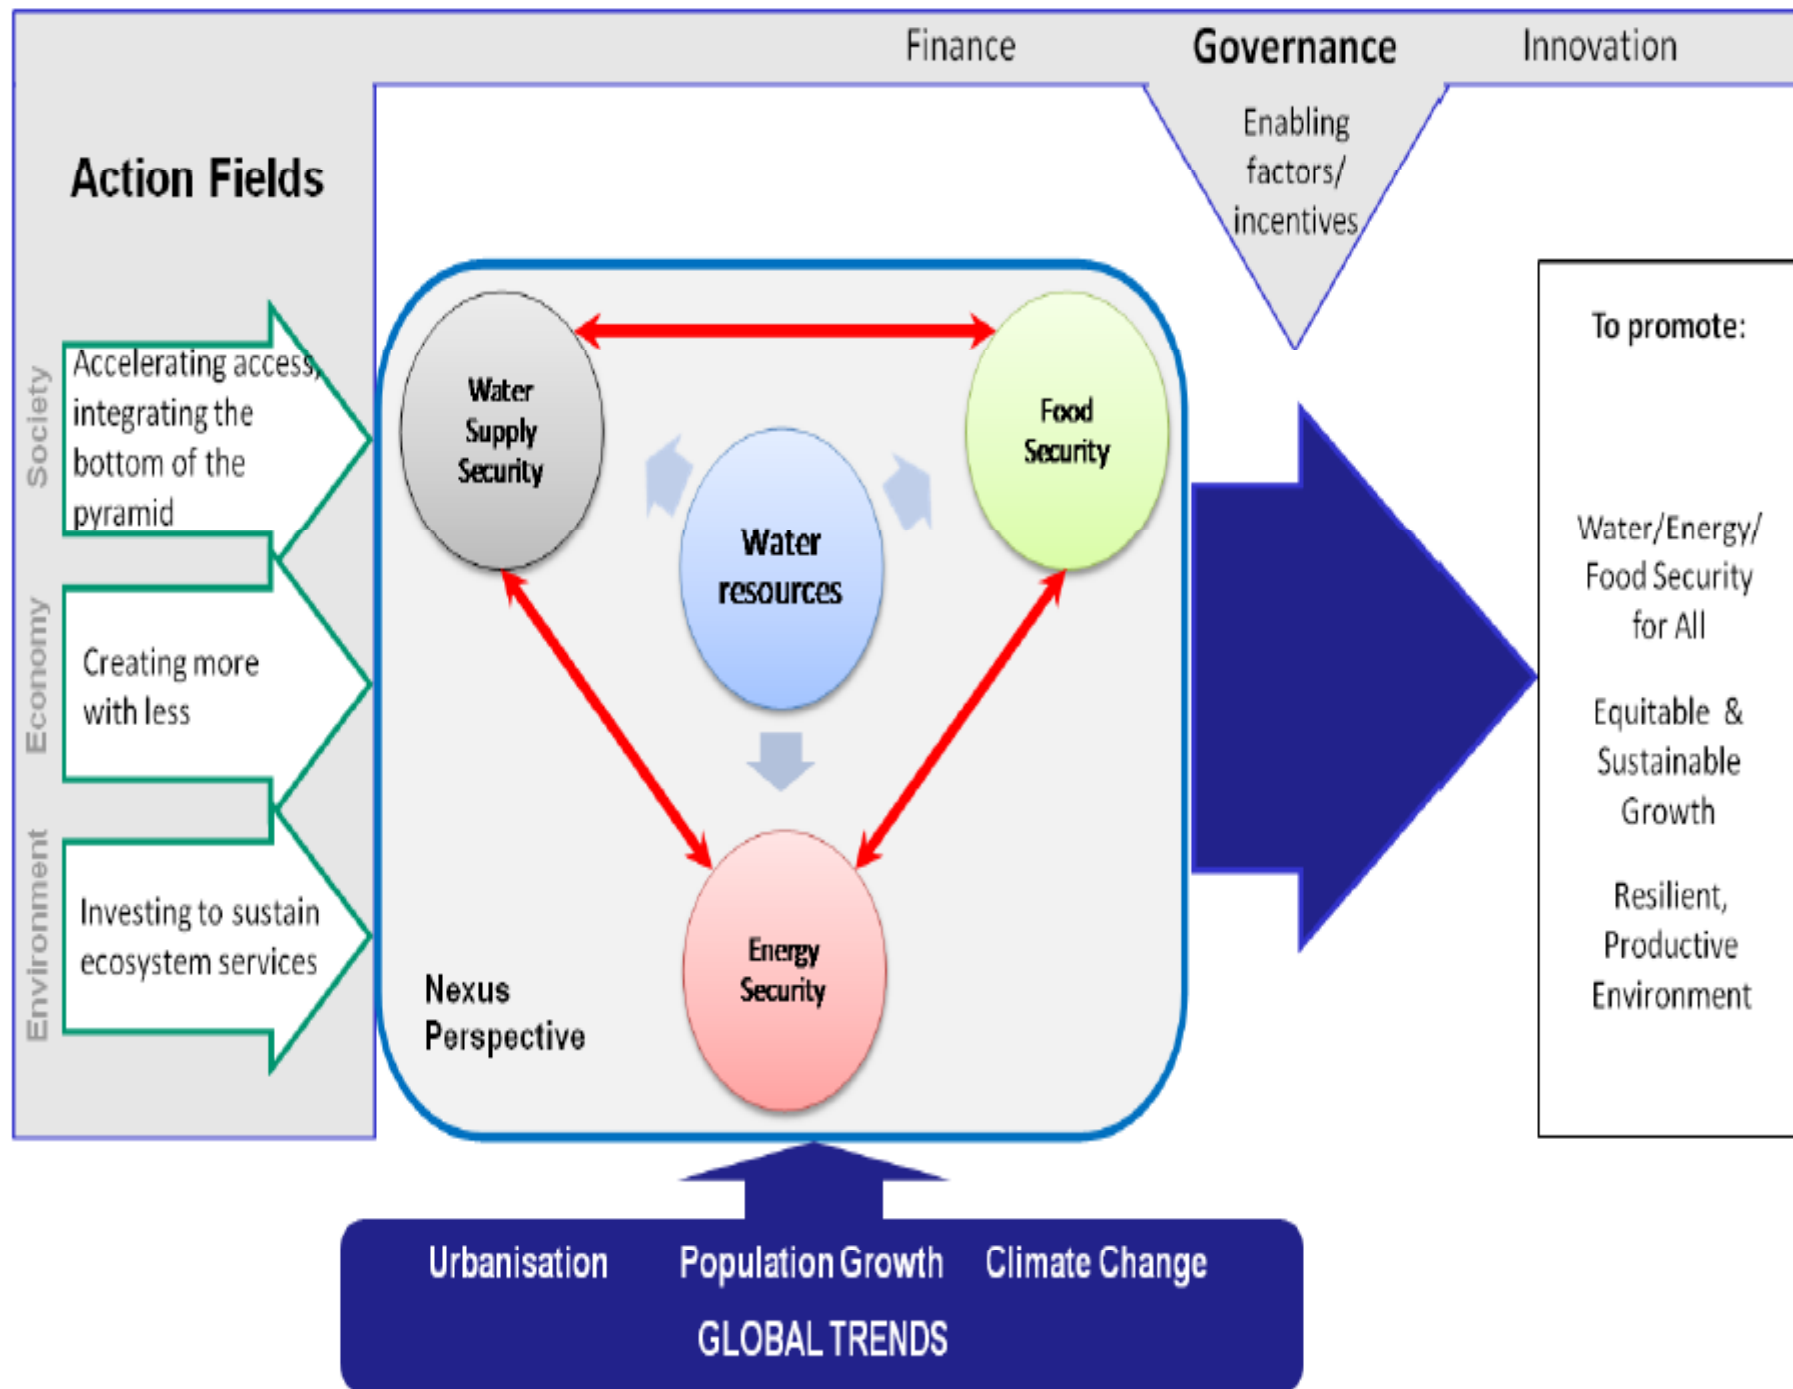 Finance Governance Innovation
Enabling
factors/
incentives
Action Fields
Society
Accelerating access,
integrating the
bottom of the
pyramid
Economy
Creating more
with less
Environment
Investing to sustain
ecosystem services
Water
Supply
Security
Food
Security
Water
resources
Energy
Security
Nexus
Perspective
To promote:
Water/Energy/
Food Security
for All
Equitable &
Sustainable
Growth
Resilient,
Productive
Environment
Urbanisation Population Growth Climate Change
GLOBAL TRENDS